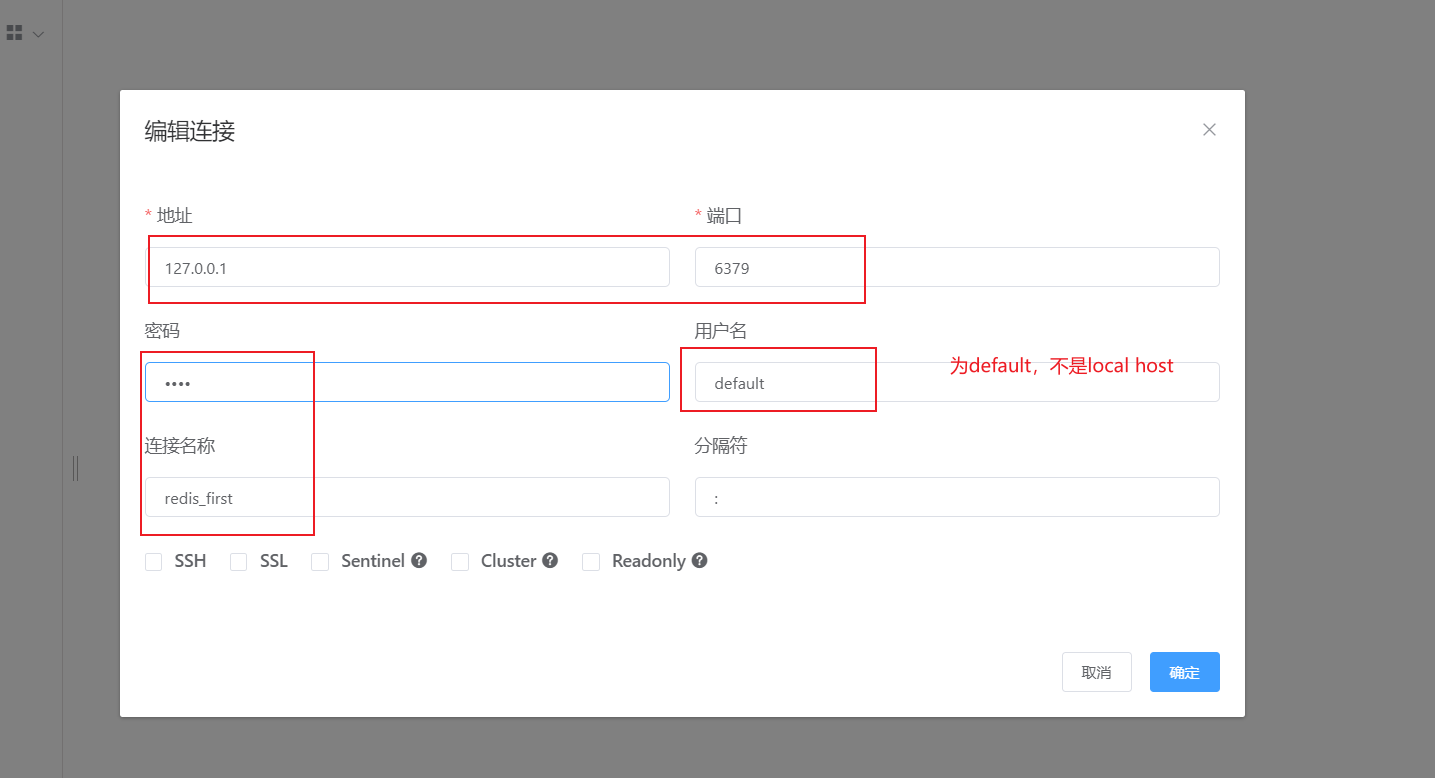 编辑连接
* 地址
* 端口
127.0.0.1
6379
密码
用户名
••••
default
为default，不是local host
连接名称
分隔符
redis_first
:
SSH SSL Sentinel ? Cluster ? Readonly ?
取消
确定